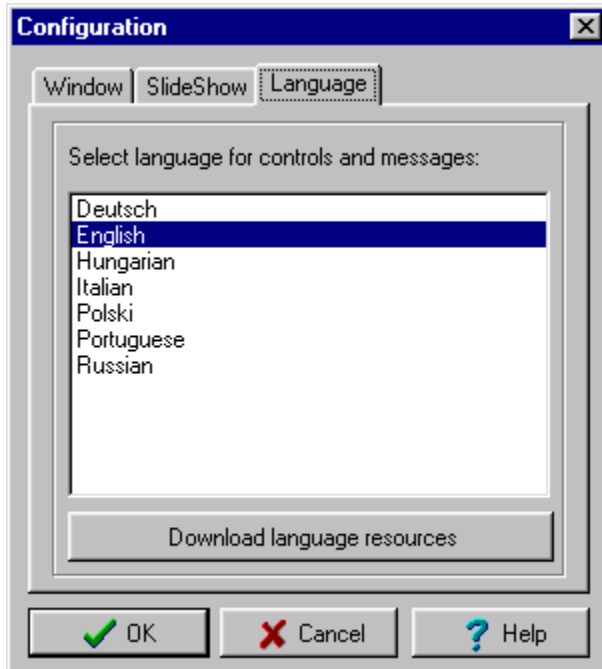 Configuration
Window SlideShow Language
Select language for controls and messages:
Deutsch
English
Hungarian
Italian
Polski
Portuguese
Russian
Download language resources
OK Cancel Help